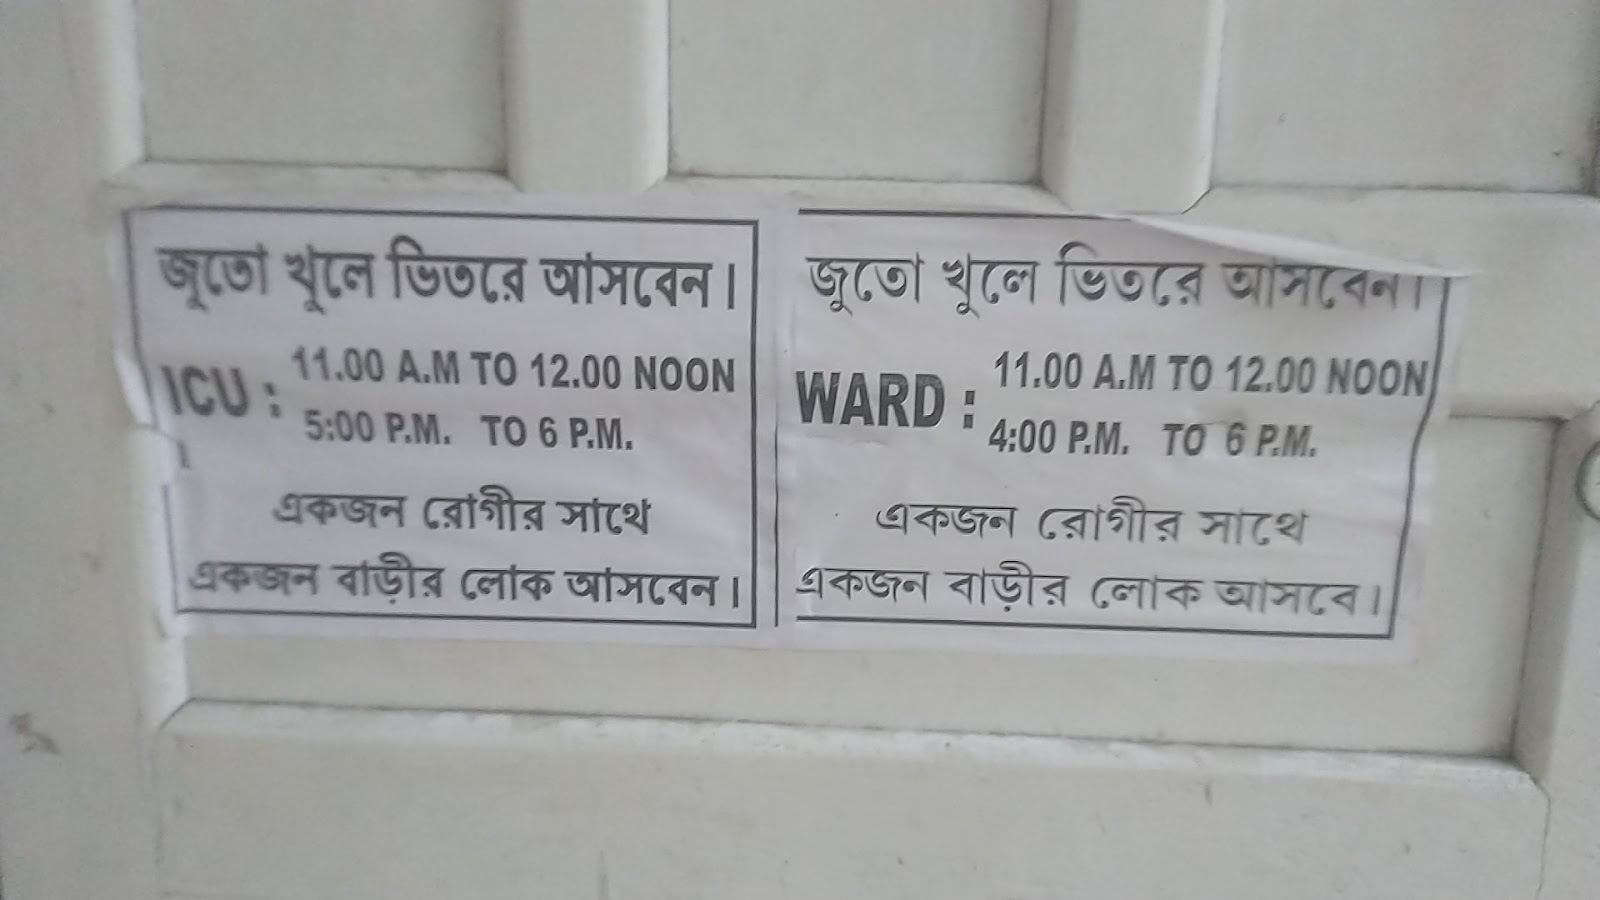 জুতো খুলে ভিতরে আসবেন।
ICU : 11.00 A.M TO 12.00 NOON
5:00 P.M. TO 6 P.M.
একজন রোগীর সাথে
একজন বাড়ীর লোক আসবেন।
জুতো খুলে ভিতরে আসবেন।
WARD : 11.00 A.M TO 12.00 NOON
4:00 P.M. TO 6 P.M.
একজন রোগীর সাথে
একজন বাড়ীর লোক আসবে।